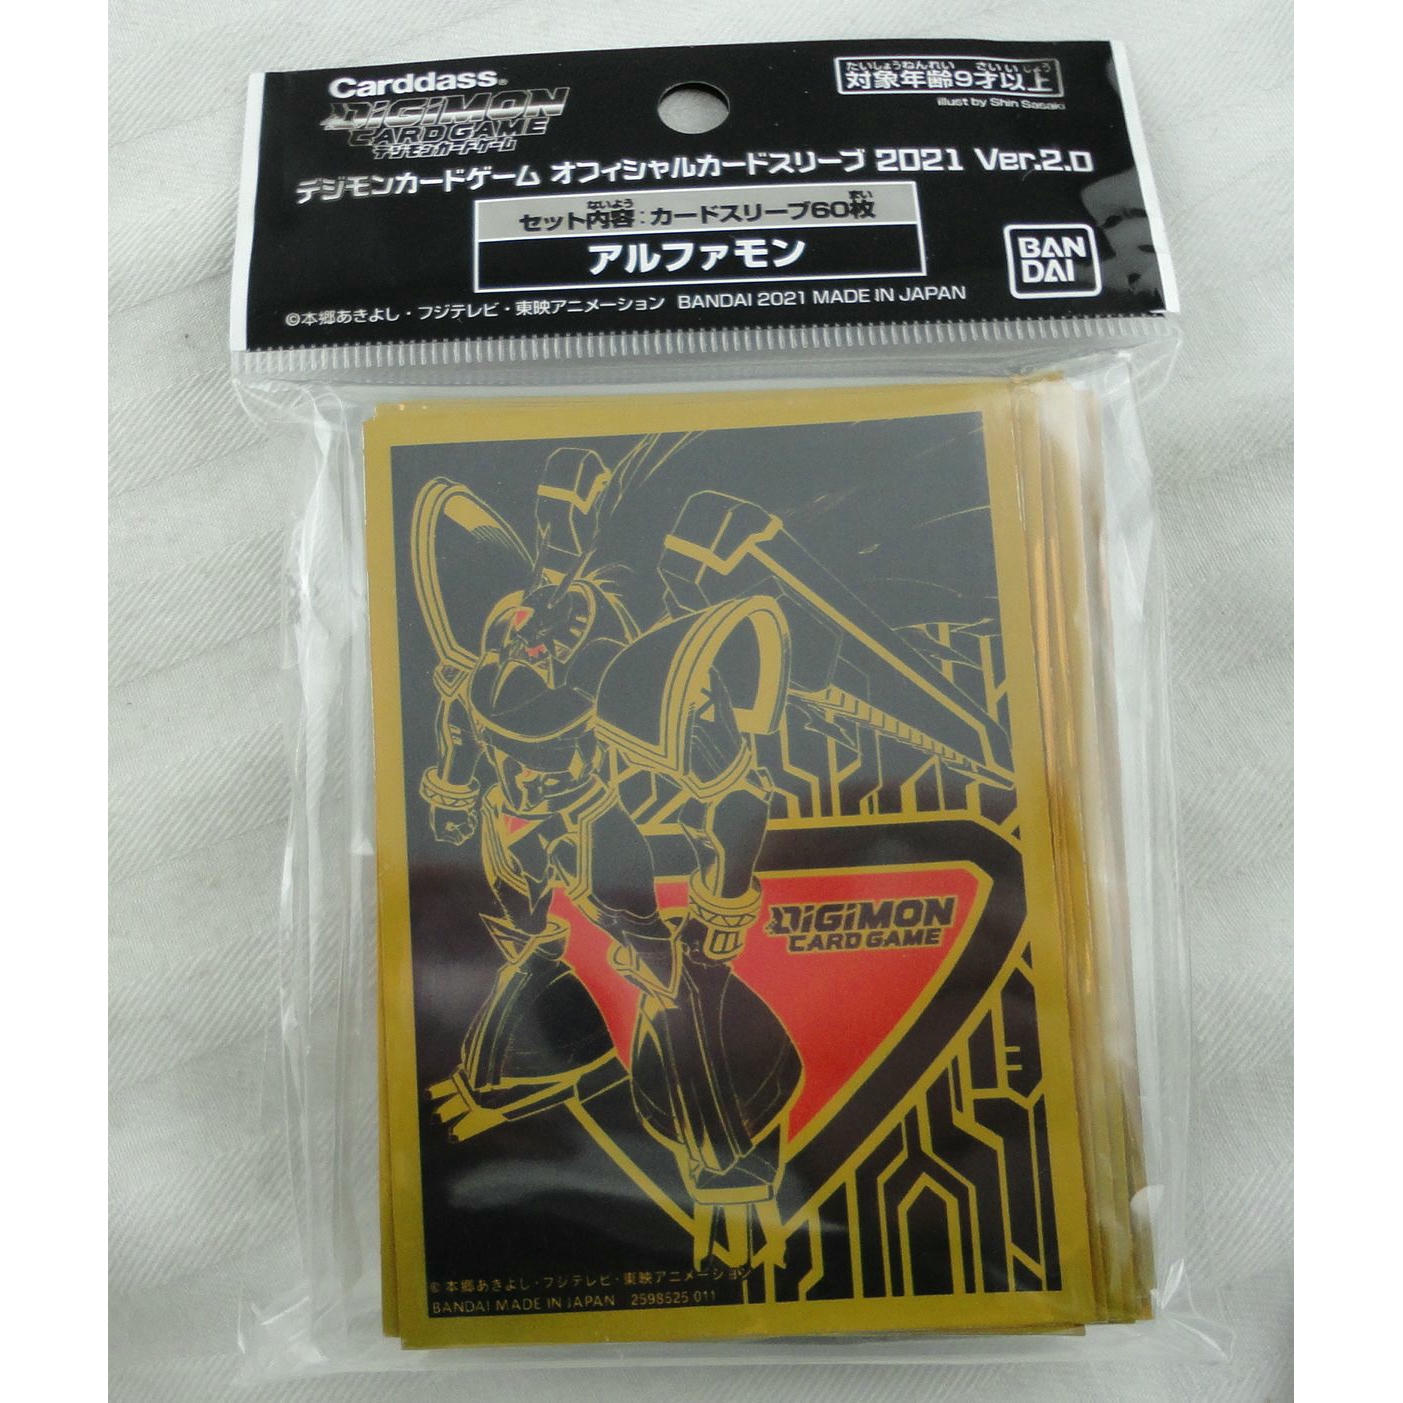 Carddass®
DIGIMON
CARD GAME
デジモンカードゲーム
たいしょうねんれい さいいじょう
対象年齢9才以上
illust by Shin Sasaki
デジモンカードゲーム オフィシャルカードスリーブ 2021 Ver.2.0
ないよう まい
セット内容:カードスリーブ60枚
アルファモン
BAN
DAI
©本郷あきよし・フジテレビ・東映アニメーション BANDAI 2021 MADE IN JAPAN
DIGIMON
CARD GAME
© 本郷あきよし・フジテレビ・東映アニメーション
BANDAI MADE IN JAPAN 2598525 011